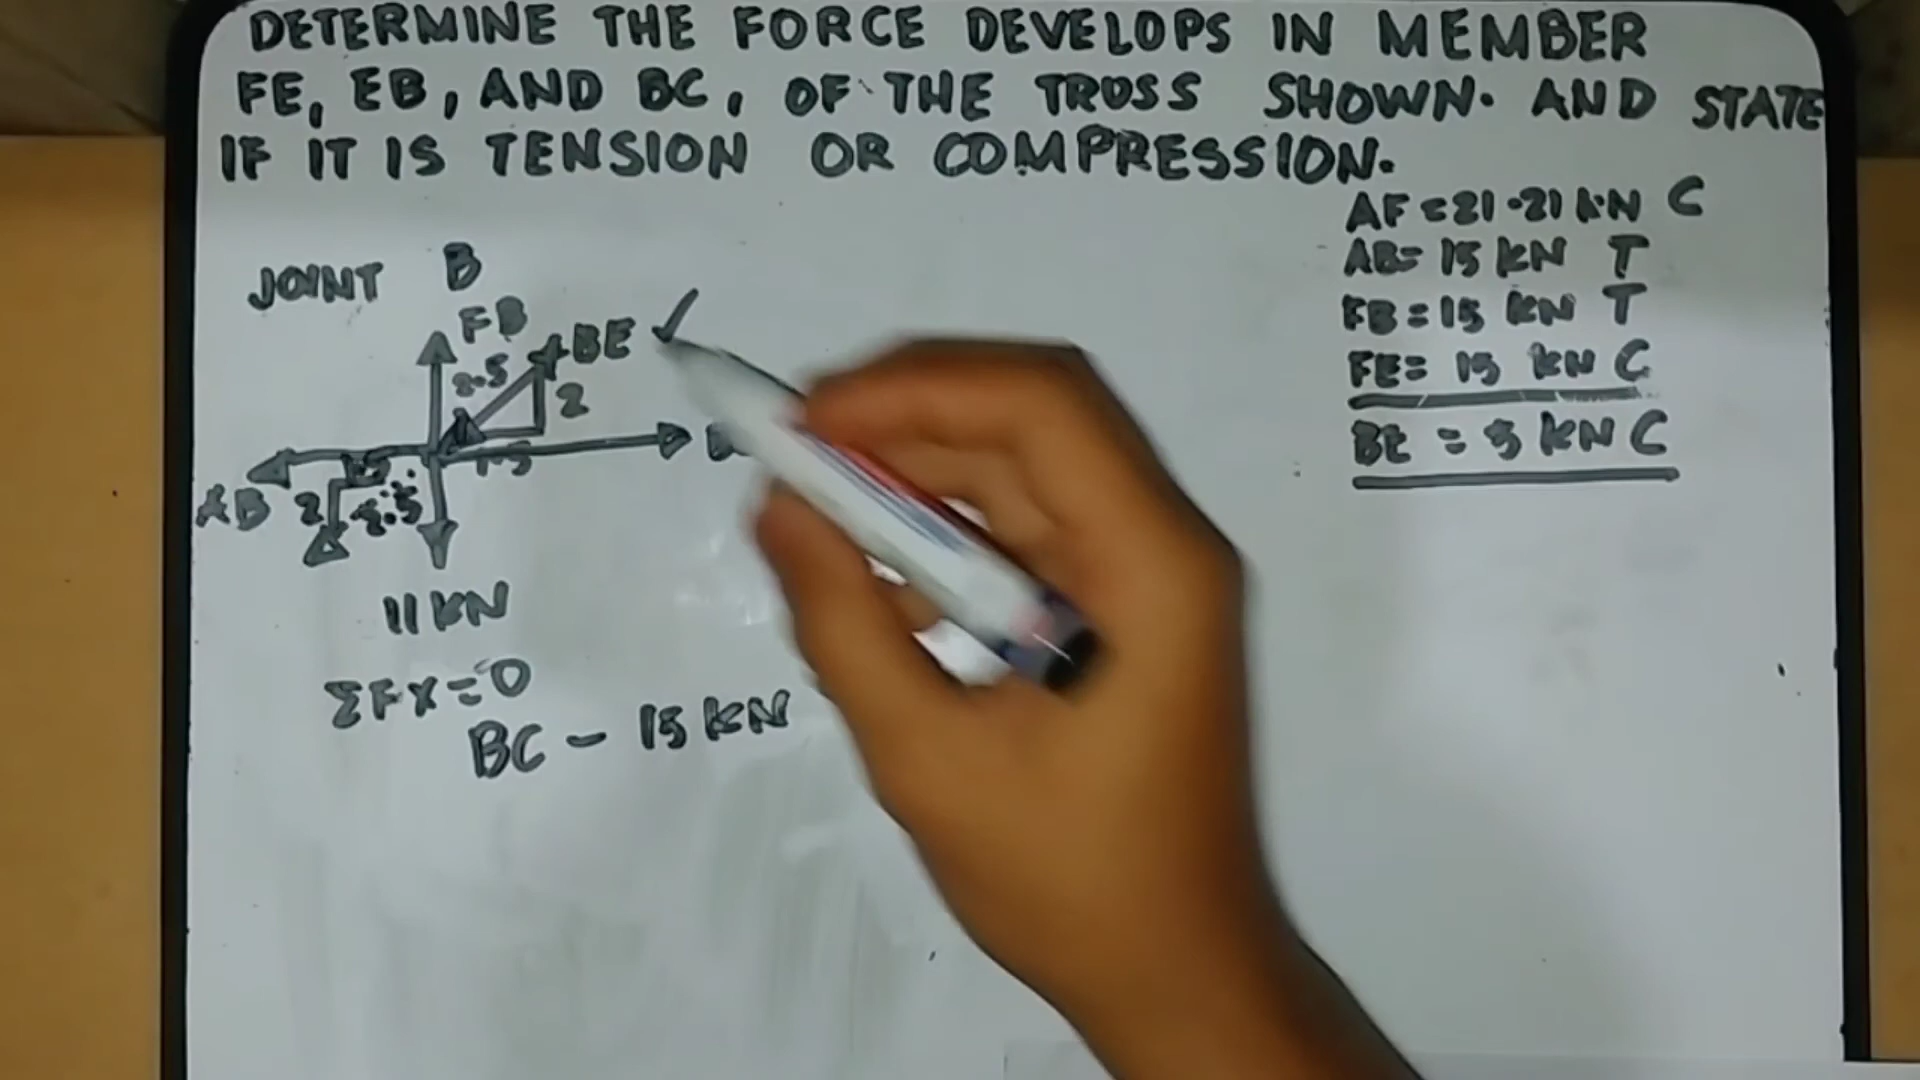 DETERMINE THE FORCE DEVELOPS IN MEMBER
FE, EB, AND BC, OF THE TRUSS SHOWN. AND STATE
IF IT IS TENSION OR COMPRESSION.
AF = 21.21 KN C
AB = 15 KN T
FB = 15 KN T
FE = 15 KN C
BE = 5 KN C
JOINT B
FB
BE
2.5
2
1.5
AB
1.5
2
2.5
11 KN
ΣFX = 0
BC - 15 KN